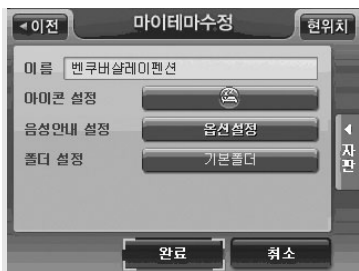 이전
마이테마수정
현위치
이름 벤쿠버샬레이펜션
아이콘 설정
음성안내 설정 옵션설정
폴더 설정 기본폴더
자판
완료 취소